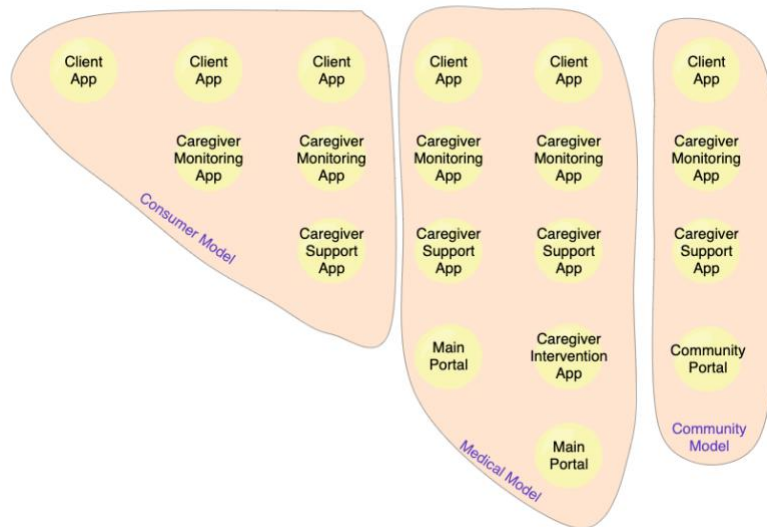 Client
App
Client
App
Client
App
Client
App
Client
App
Client
App
Caregiver
Monitoring
App
Caregiver
Monitoring
App
Caregiver
Monitoring
App
Caregiver
Monitoring
App
Caregiver
Monitoring
App
Consumer Model
Caregiver
Support
App
Caregiver
Support
App
Caregiver
Support
App
Caregiver
Support
App
Main
Portal
Caregiver
Intervention
App
Community
Portal
Medical Model
Main
Portal
Community
Model